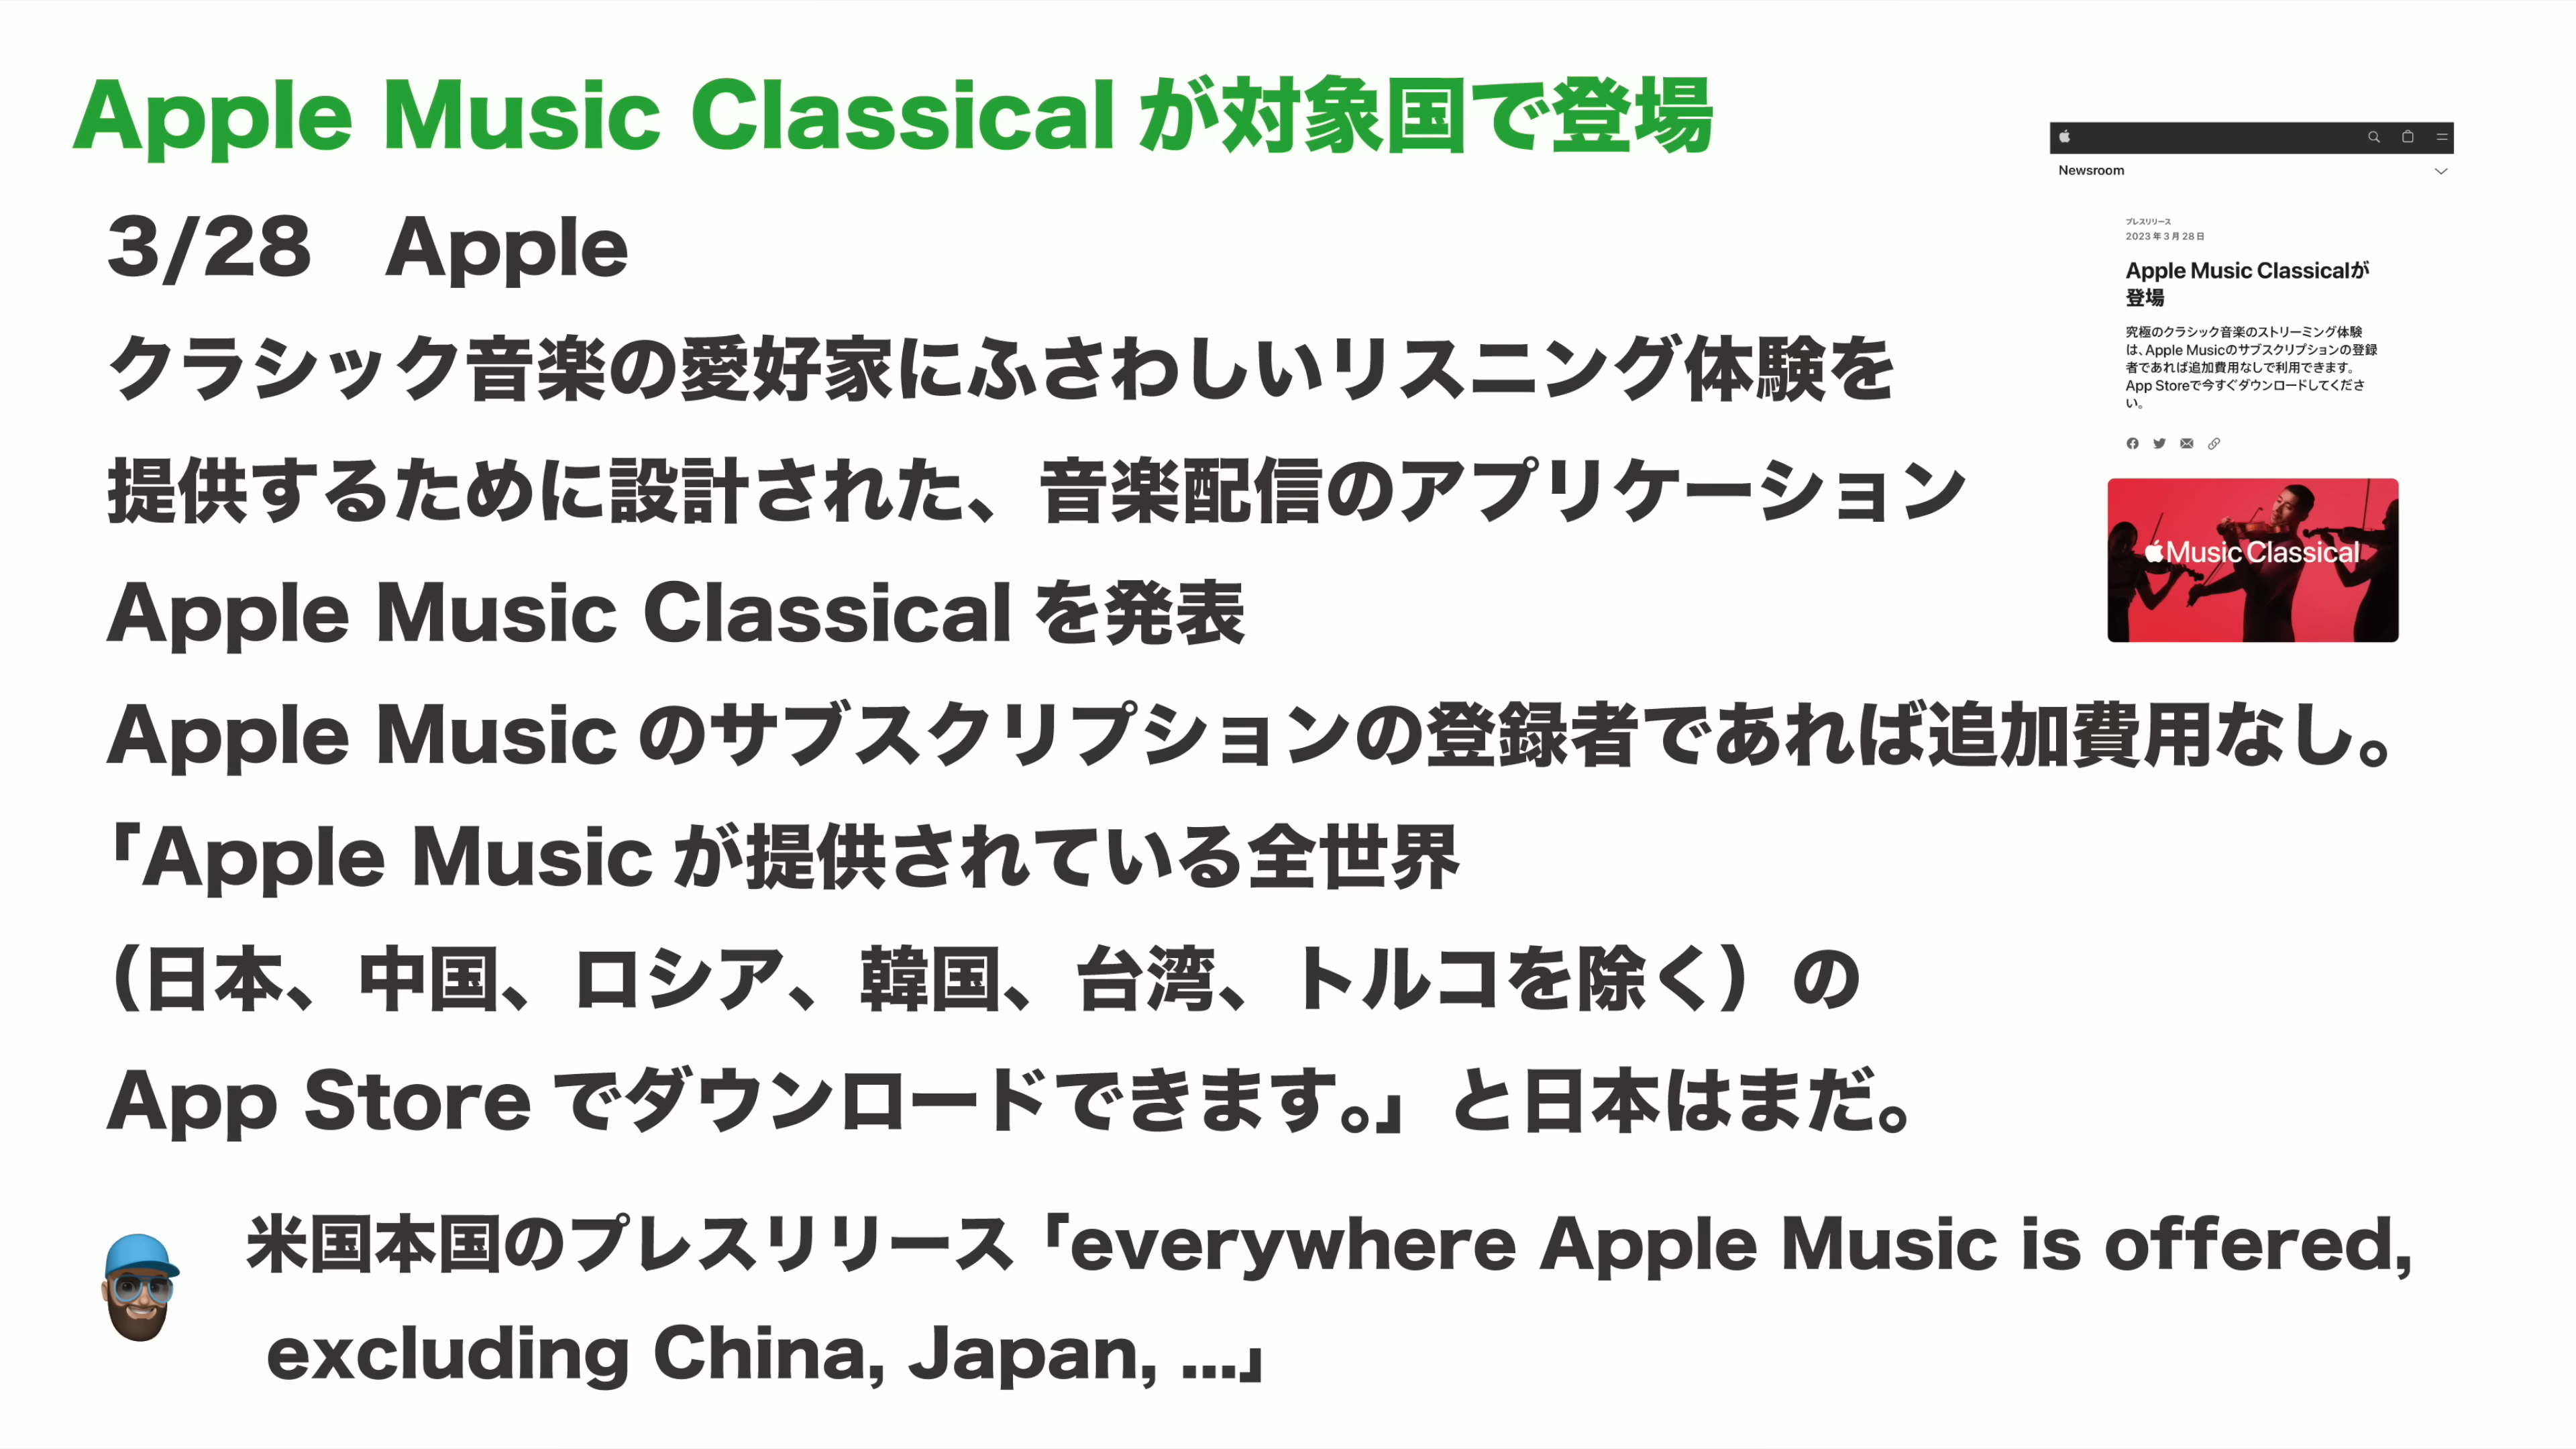 Apple Music Classical が対象国で登場
3/28　Apple
クラシック音楽の愛好家にふさわしいリスニング体験を
提供するために設計された、音楽配信のアプリケーション
Apple Music Classical を発表
Apple Music のサブスクリプションの登録者であれば追加費用なし。
「Apple Music が提供されている全世界
（日本、中国、ロシア、韓国、台湾、トルコを除く）の
App Store でダウンロードできます。」と日本はまだ。
米国本国のプレスリリース「everywhere Apple Music is offered,
excluding China, Japan, ...」
Newsroom
プレスリリース
2023年3月28日
Apple Music Classicalが
登場
究極のクラシック音楽のストリーミング体験
は、Apple Musicのサブスクリプションの登録
者であれば追加費用なしで利用できます。
App Storeで今すぐダウンロードしてくださ
い。
Music Classical